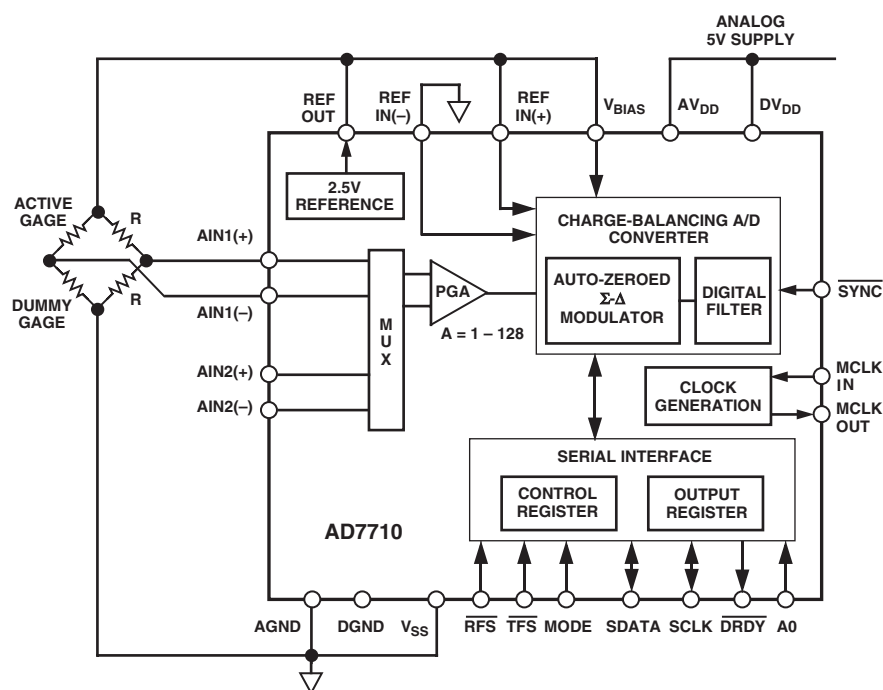 ANALOG
5V SUPPLY
REF
OUT
REF
IN(–)
REF
IN(+)
V_BIAS
AV_DD
DV_DD
2.5V
REFERENCE
ACTIVE
GAGE
R
DUMMY
GAGE
R
AIN1(+)
AIN1(–)
AIN2(+)
AIN2(–)
M
U
X
PGA
A = 1 – 128
CHARGE-BALANCING A/D
CONVERTER
AUTO-ZEROED
Σ-Δ
MODULATOR
DIGITAL
FILTER
SYNC
CLOCK
GENERATION
MCLK
IN
MCLK
OUT
SERIAL INTERFACE
CONTROL
REGISTER
OUTPUT
REGISTER
AD7710
AGND
DGND
V_SS
RFS
TFS
MODE
SDATA
SCLK
DRDY
A0